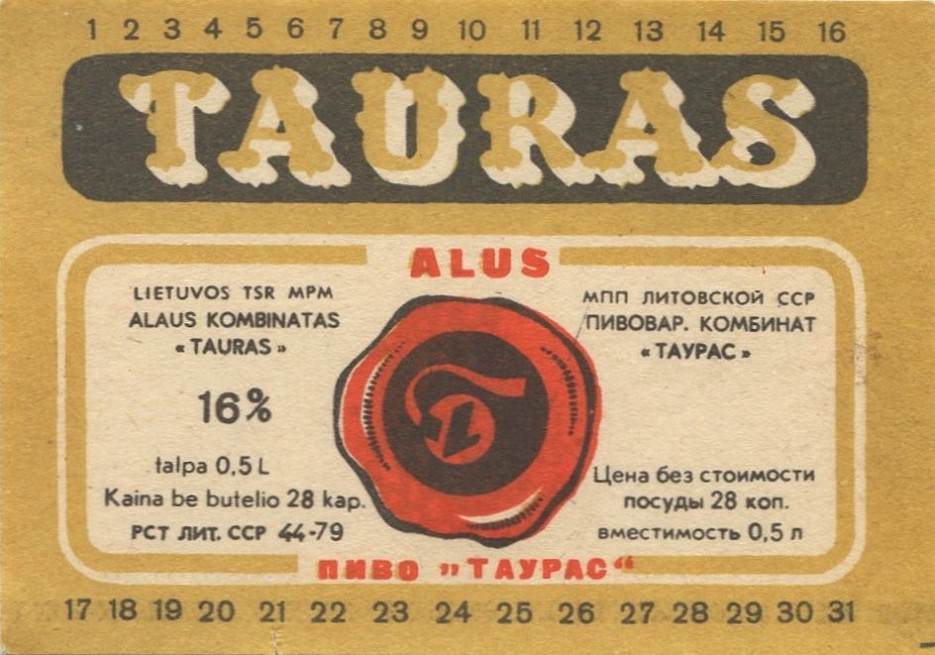 1 2 3 4 5 6 7 8 9 10 11 12 13 14 15 16
TAURAS
ALUS
LIETUVOS TSR MPM
ALAUS KOMBINATAS
« TAURAS »
16%
talpa 0,5 L
Kaina be butelio 28 kap.
РСТ ЛИТ. ССР 44-79
МПП ЛИТОВСКОЙ ССР
ПИВОВАР. КОМБИНАТ
« ТАУРАС »
Цена без стоимости
посуды 28 коп.
вместимость 0,5 л
ПИВО „ТАУРАС“
17 18 19 20 21 22 23 24 25 26 27 28 29 30 31